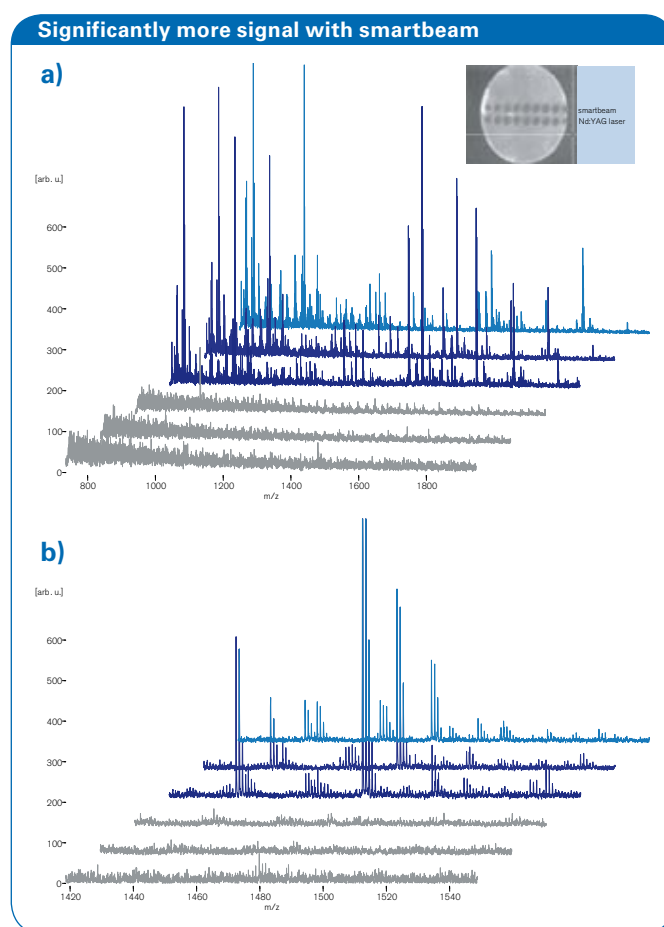 Significantly more signal with smartbeam
a)
smartbeam
Nd:YAG laser
[arb. u.]
600
500
400
300
200
100
0
800 1000 1200 1400 1600 1800
m/z
b)
[arb. u.]
600
500
400
300
200
100
0
1420 1440 1460 1480 1500 1520 1540
m/z